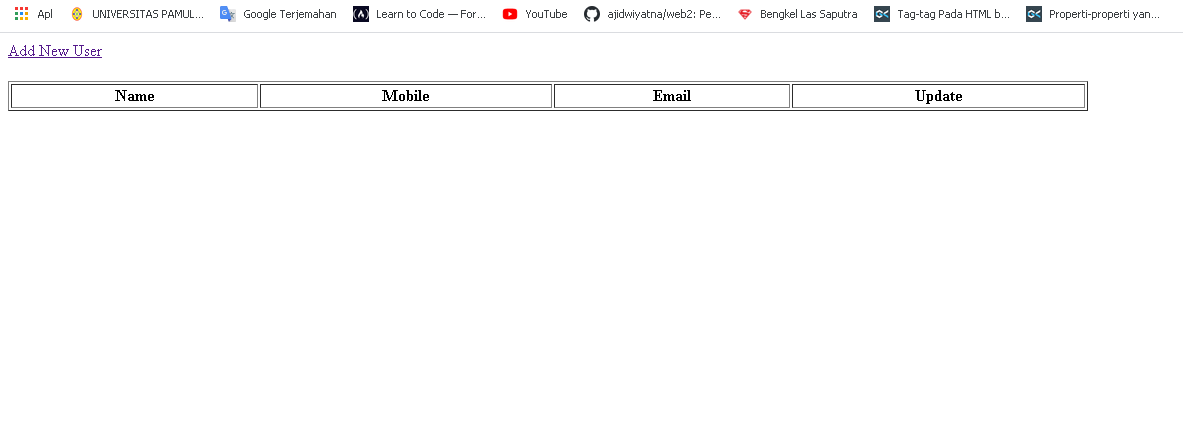 Apl UNIVERSITAS PAMUL... Google Terjemahan Learn to Code — For... YouTube ajidwiyatna/web2: Pe... Bengkel Las Saputra Tag-tag Pada HTML b... Properti-properti yan...
Add New User
Name Mobile Email Update